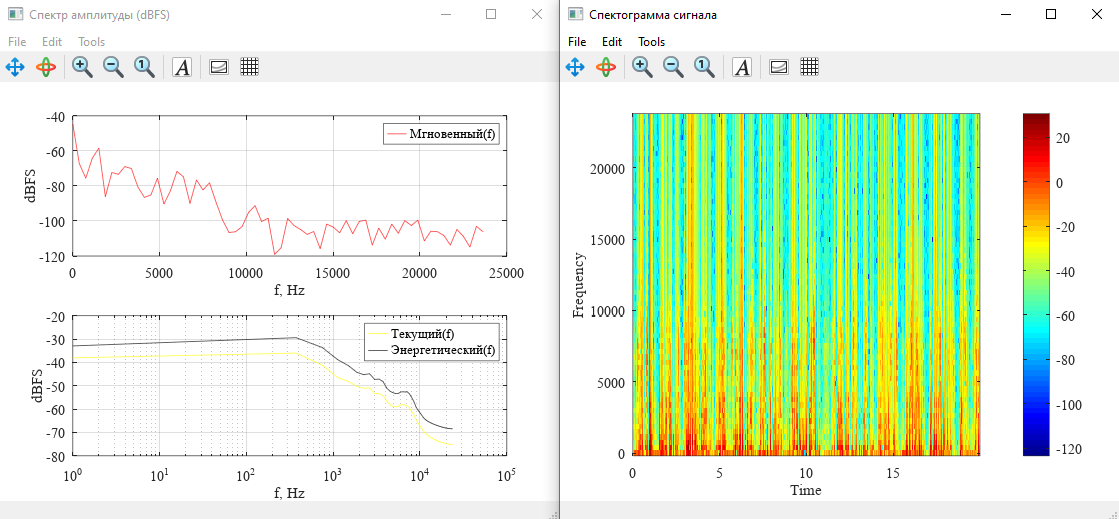 Спектр амплитуды (dBFS)
File Edit Tools
1 A
-40
-60
-80
-100
-120
dBFS
Мгновенный(f)
0 5000 10000 15000 20000 25000
f, Hz
-20
-30
-40
-50
-60
-70
-80
dBFS
Текущий(f)
Энергетический(f)
10⁰ 10¹ 10² 10³ 10⁴ 10⁵
f, Hz
Спектограмма сигнала
File Edit Tools
1 A
20000
15000
10000
5000
0
Frequency
0 5 10 15
Time
20
0
-20
-40
-60
-80
-100
-120